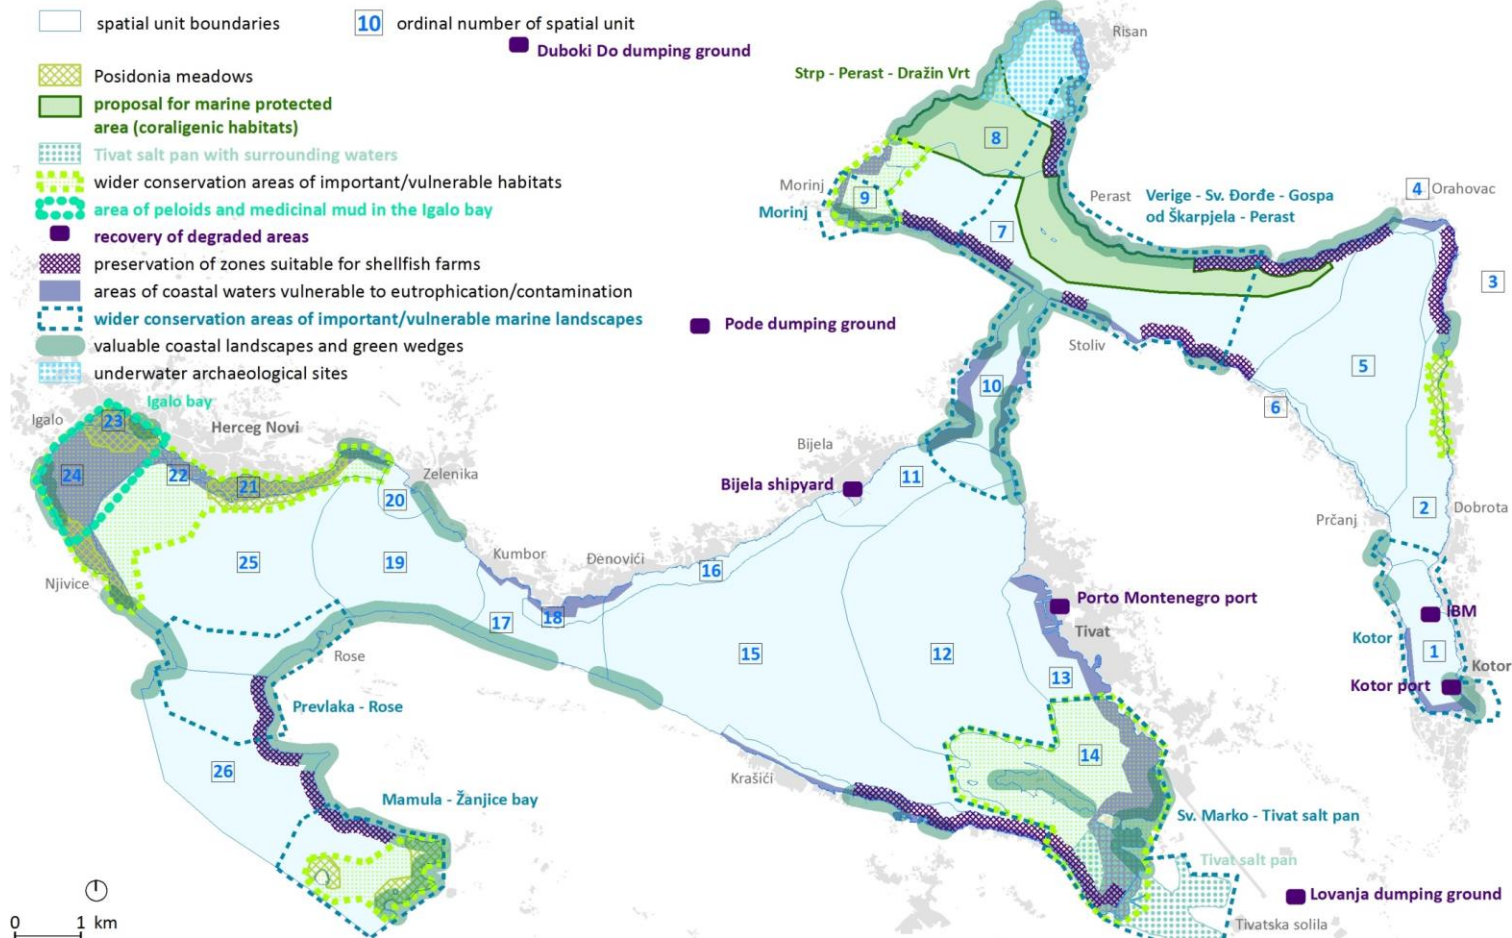 spatial unit boundaries
10 ordinal number of spatial unit
Duboki Do dumping ground
Posidonia meadows
proposal for marine protected
area (coraligenic habitats)
Tivat salt pan with surrounding waters
wider conservation areas of important/vulnerable habitats
area of peloids and medicinal mud in the Igalo bay
recovery of degraded areas
preservation of zones suitable for shellfish farms
areas of coastal waters vulnerable to eutrophication/contamination
wider conservation areas of important/vulnerable marine landscapes
valuable coastal landscapes and green wedges
underwater archaeological sites
Risan
Strp - Perast - Dražin Vrt
8
Morinj
9
Morinj
7
Perast
Verige - Sv. Đorđe - Gospa
od Škarpjela - Perast
4
Orahovac
3
Pode dumping ground
Stoliv
5
10
6
Igalo bay
Igalo
23
Herceg Novi
24
22
21
Zelenika
20
Bijela
11
Bijela shipyard
2
Dobrota
Prčanj
Njivice
25
19
Kumbor
Đenovići
16
18
17
Porto Montenegro port
Tivat
IBM
Kotor
1
Kotor
Kotor port
Rose
15
12
13
Prevlaka - Rose
26
14
Krašići
Mamula - Žanjice bay
Sv. Marko - Tivat salt pan
Tivat salt pan
Lovanja dumping ground
Tivatska solila
0 1 km